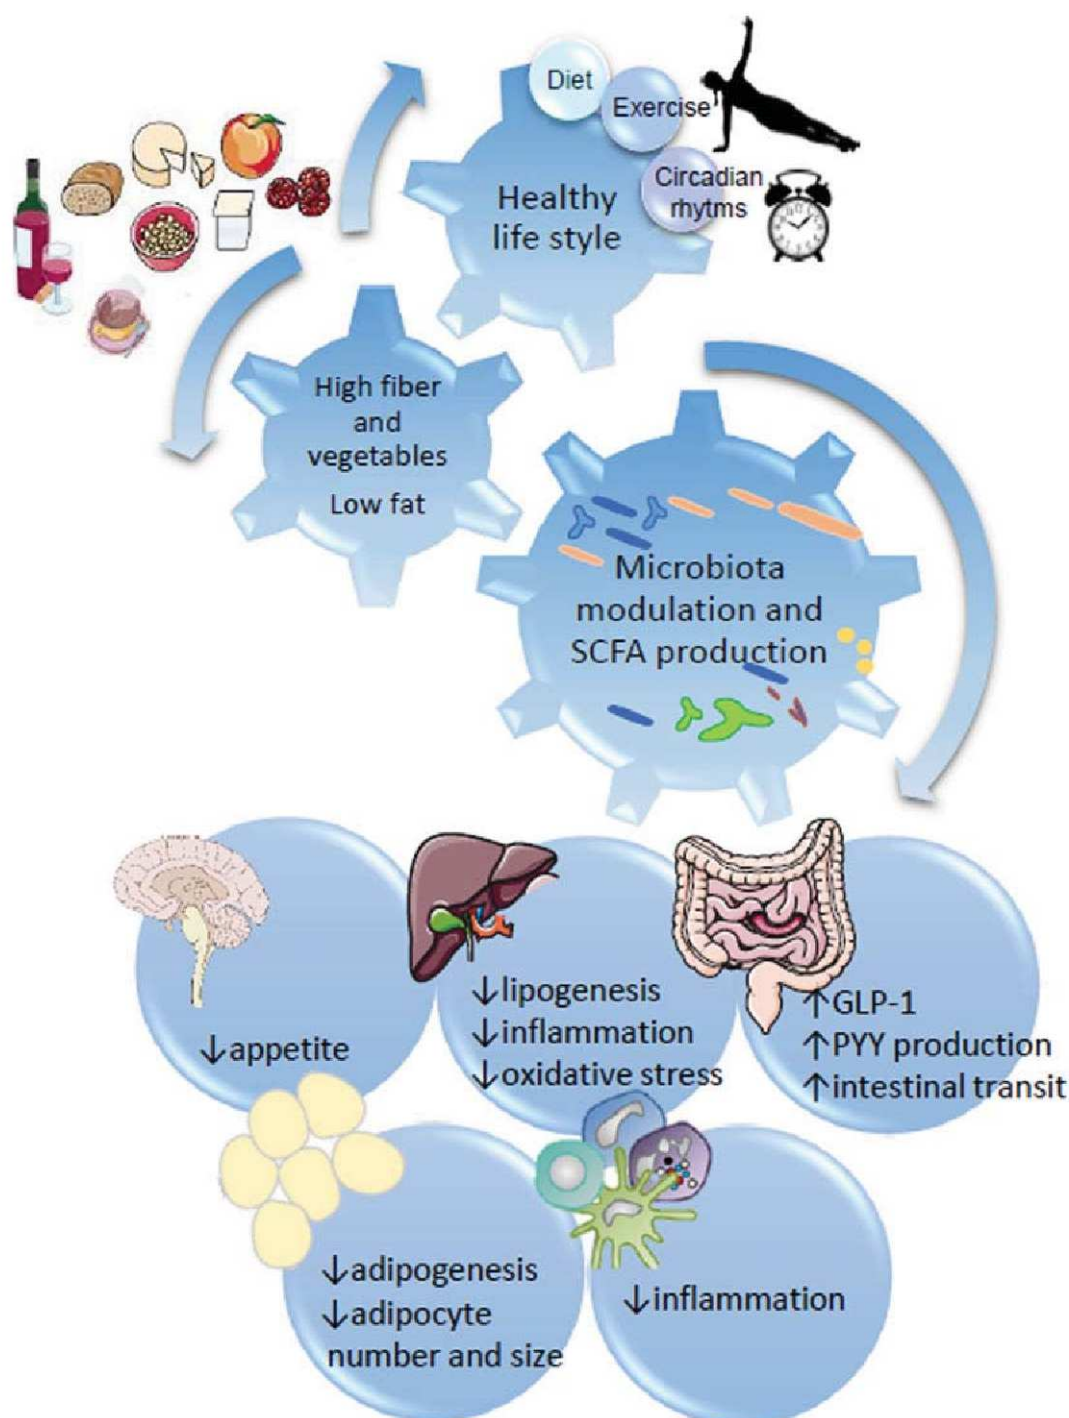 Diet
Exercise
Circadian
rhytms
Healthy
life style
High fiber
and
vegetables
Low fat
Microbiota
modulation and
SCFA production
↓appetite
↓lipogenesis
↓inflammation
↓oxidative stress
↑GLP-1
↑PYY production
↑intestinal transit
↓adipogenesis
↓adipocyte
number and size
↓inflammation